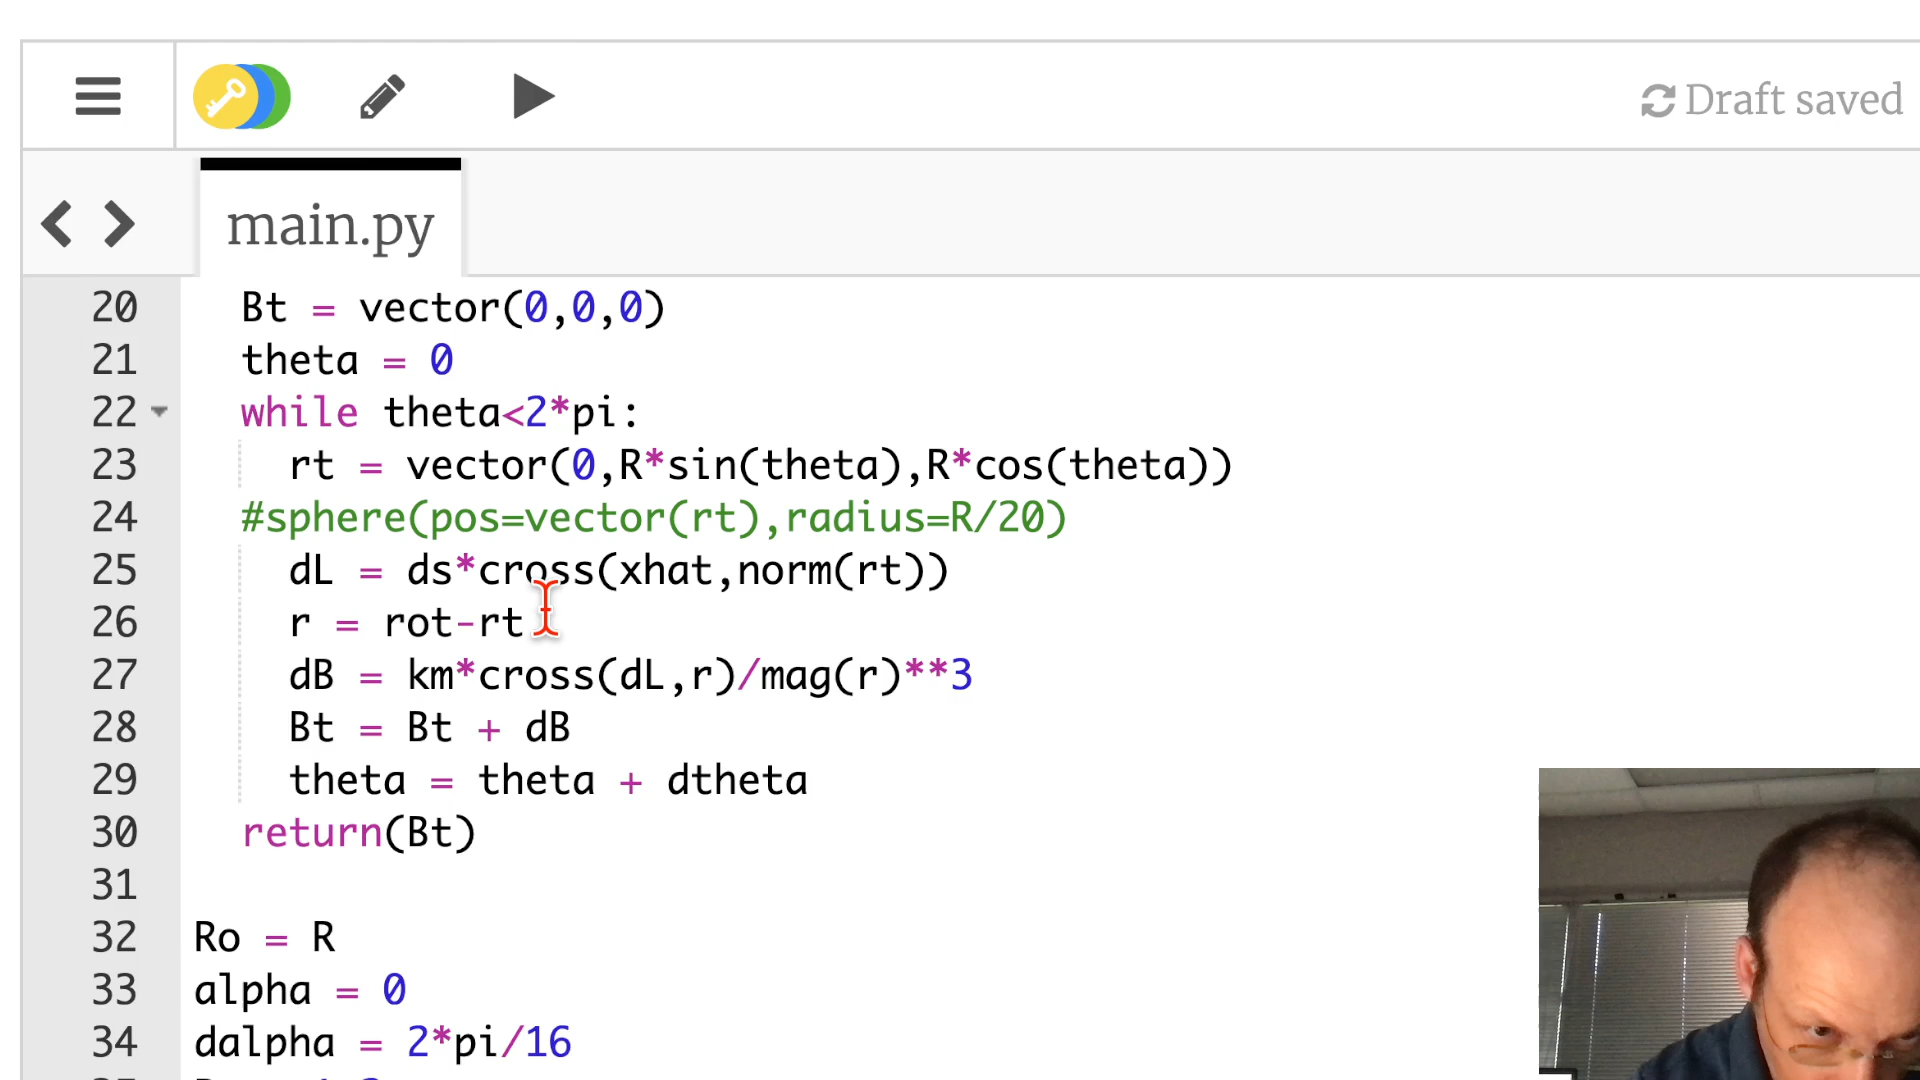 Draft saved
main.py
20 Bt = vector(0,0,0)
21 theta = 0
22 while theta<2*pi:
23 rt = vector(0,R*sin(theta),R*cos(theta))
24 #sphere(pos=vector(rt),radius=R/20)
25 dL = ds*cross(xhat,norm(rt))
26 r = rot-rt
27 dB = km*cross(dL,r)/mag(r)**3
28 Bt = Bt + dB
29 theta = theta + dtheta
30 return(Bt)
31
32 Ro = R
33 alpha = 0
34 dalpha = 2*pi/16